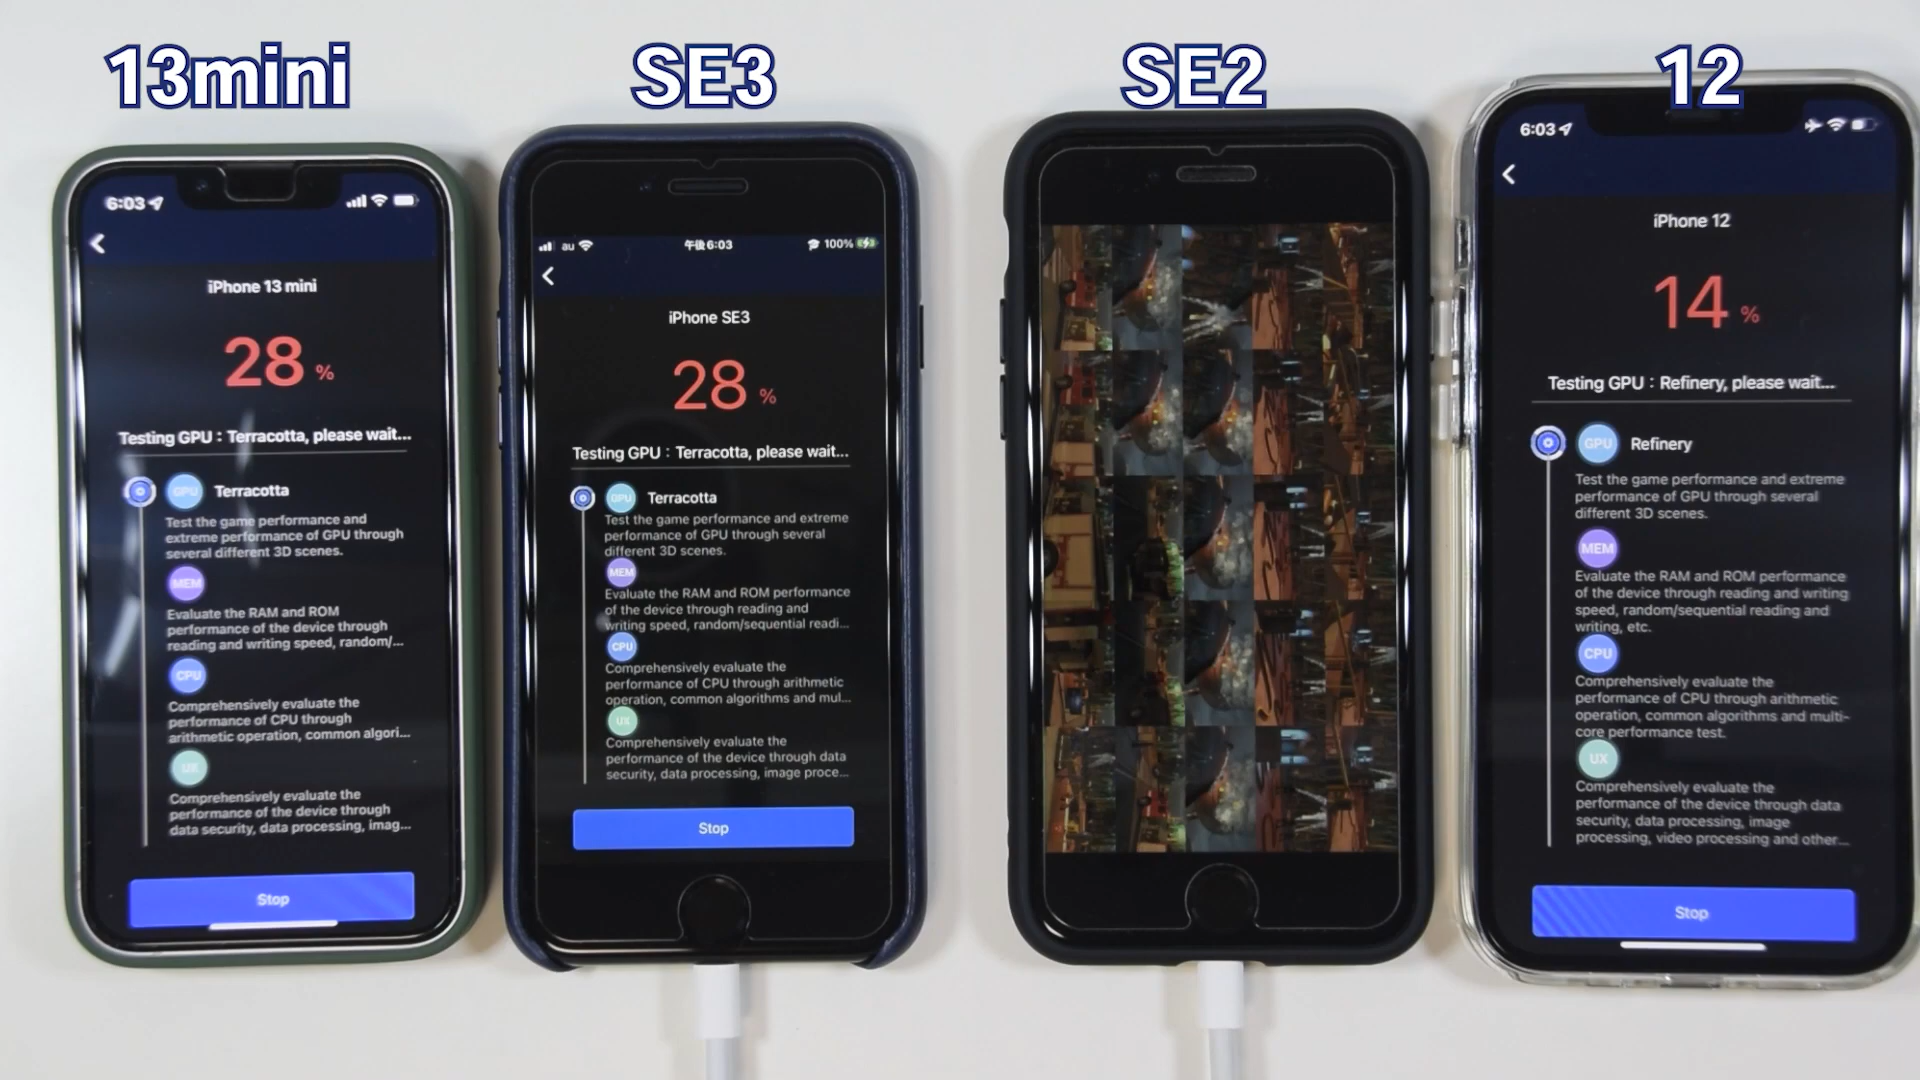 13mini
SE3
SE2
12
6:03
iPhone 13 mini
28 %
Testing GPU : Terracotta, please wait...
GPU Terracotta
Test the game performance and
extreme performance of GPU through
several different 3D scenes.
MEM
Evaluate the RAM and ROM
performance of the device through
reading and writing speed, random/...
CPU
Comprehensively evaluate the
performance of CPU through
arithmetic operation, common algori...
UX
Comprehensively evaluate the
performance of the device through
data security, data processing, imag...
Stop
au 午後6:03 100%
iPhone SE3
28 %
Testing GPU : Terracotta, please wait...
GPU Terracotta
Test the game performance and extreme
performance of GPU through several
different 3D scenes.
MEM
Evaluate the RAM and ROM performance
of the device through reading and
writing speed, random/sequential readi...
CPU
Comprehensively evaluate the
performance of CPU through arithmetic
operation, common algorithms and mul...
UX
Comprehensively evaluate the
performance of the device through data
security, data processing, image proce...
Stop
6:03
iPhone 12
14 %
Testing GPU : Refinery, please wait...
GPU Refinery
Test the game performance and extreme
performance of GPU through several
different 3D scenes.
MEM
Evaluate the RAM and ROM performance
of the device through reading and writing
speed, random/sequential reading and
writing, etc.
CPU
Comprehensively evaluate the
performance of CPU through arithmetic
operation, common algorithms and multi-
core performance test.
UX
Comprehensively evaluate the
performance of the device through data
security, data processing, image
processing, video processing and other...
Stop